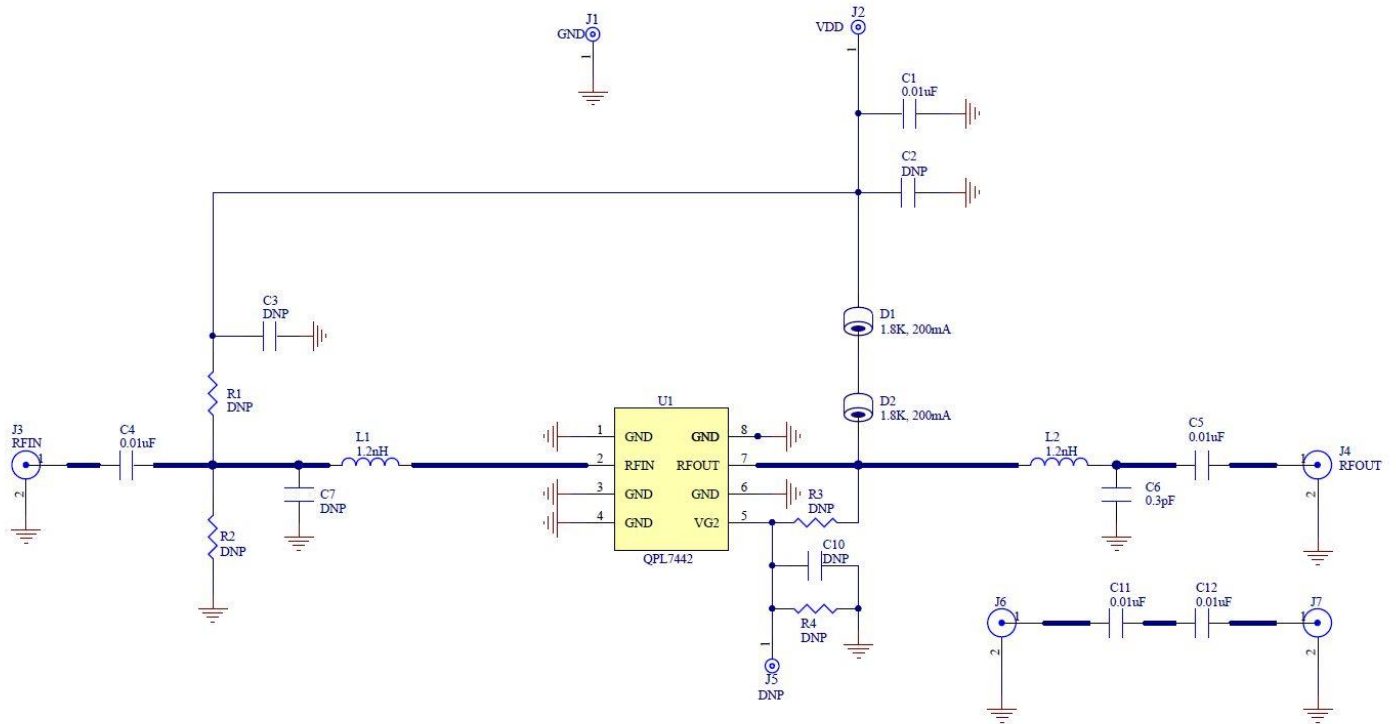 J1
GND
1
J2
VDD
1
C1
0.01uF
C2
DNP
C3
DNP
R1
DNP
D1
1.8K, 200mA
D2
1.8K, 200mA
U1
J3
RFIN
1
2
C4
0.01uF
L1
1.2nH
C7
DNP
R2
DNP
1 GND GND 8
2 RFIN RFOUT 7
3 GND GND 6
4 GND VG2 5
QPL7442
R3
DNP
C10
DNP
R4
DNP
1
J5
DNP
L2
1.2nH
C5
0.01uF
C6
0.3pF
J4
RFOUT
1
2
J6
1
2
C11
0.01uF
C12
0.01uF
J7
1
2